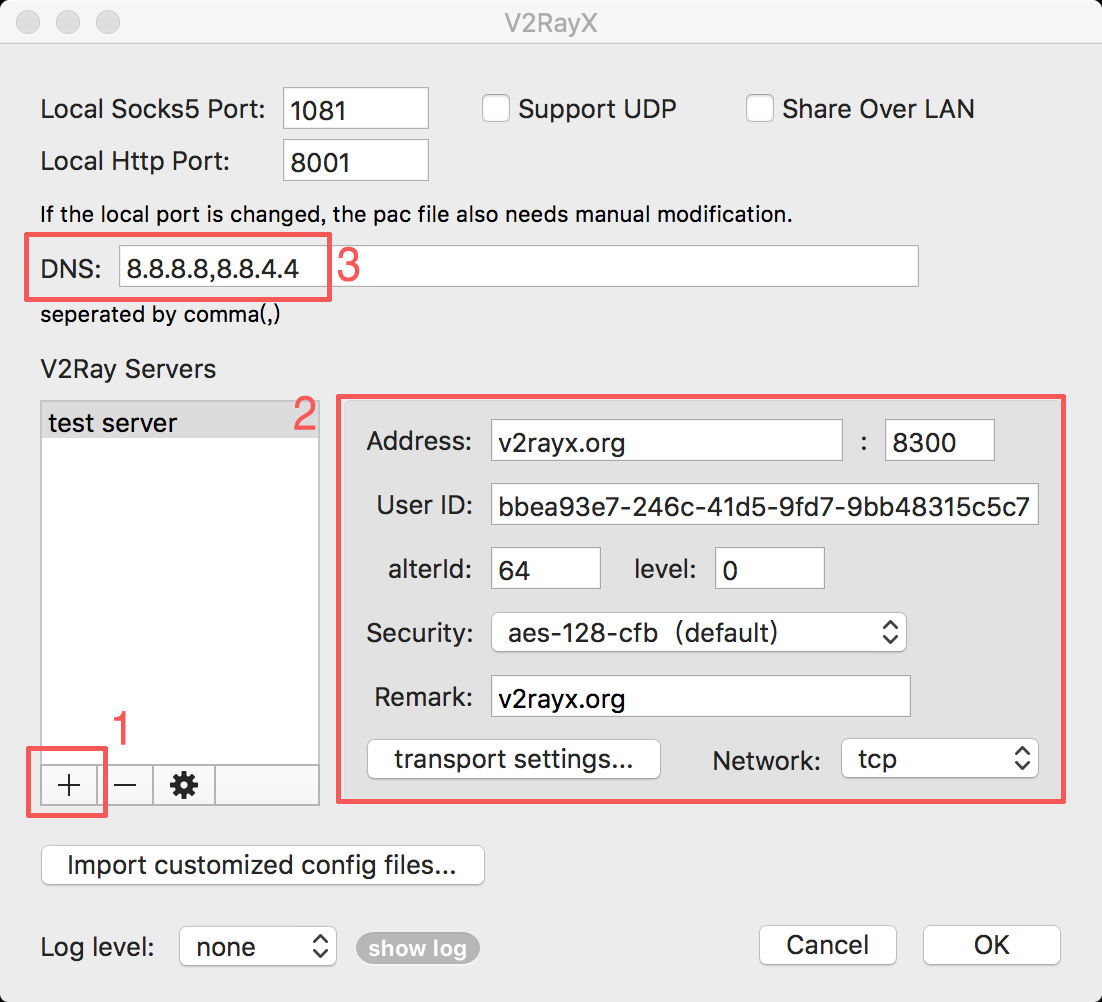 V2RayX
Local Socks5 Port: 1081 Support UDP Share Over LAN
Local Http Port: 8001
If the local port is changed, the pac file also needs manual modification.
DNS: 8.8.8.8,8.8.4.4 3
seperated by comma(,)
V2Ray Servers
test server 2
Address: v2rayx.org : 8300
User ID: bbea93e7-246c-41d5-9fd7-9bb48315c5c7
alterId: 64 level: 0
Security: aes-128-cfb (default)
Remark: v2rayx.org
1
transport settings... Network: tcp
Import customized config files...
Log level: none show log Cancel OK